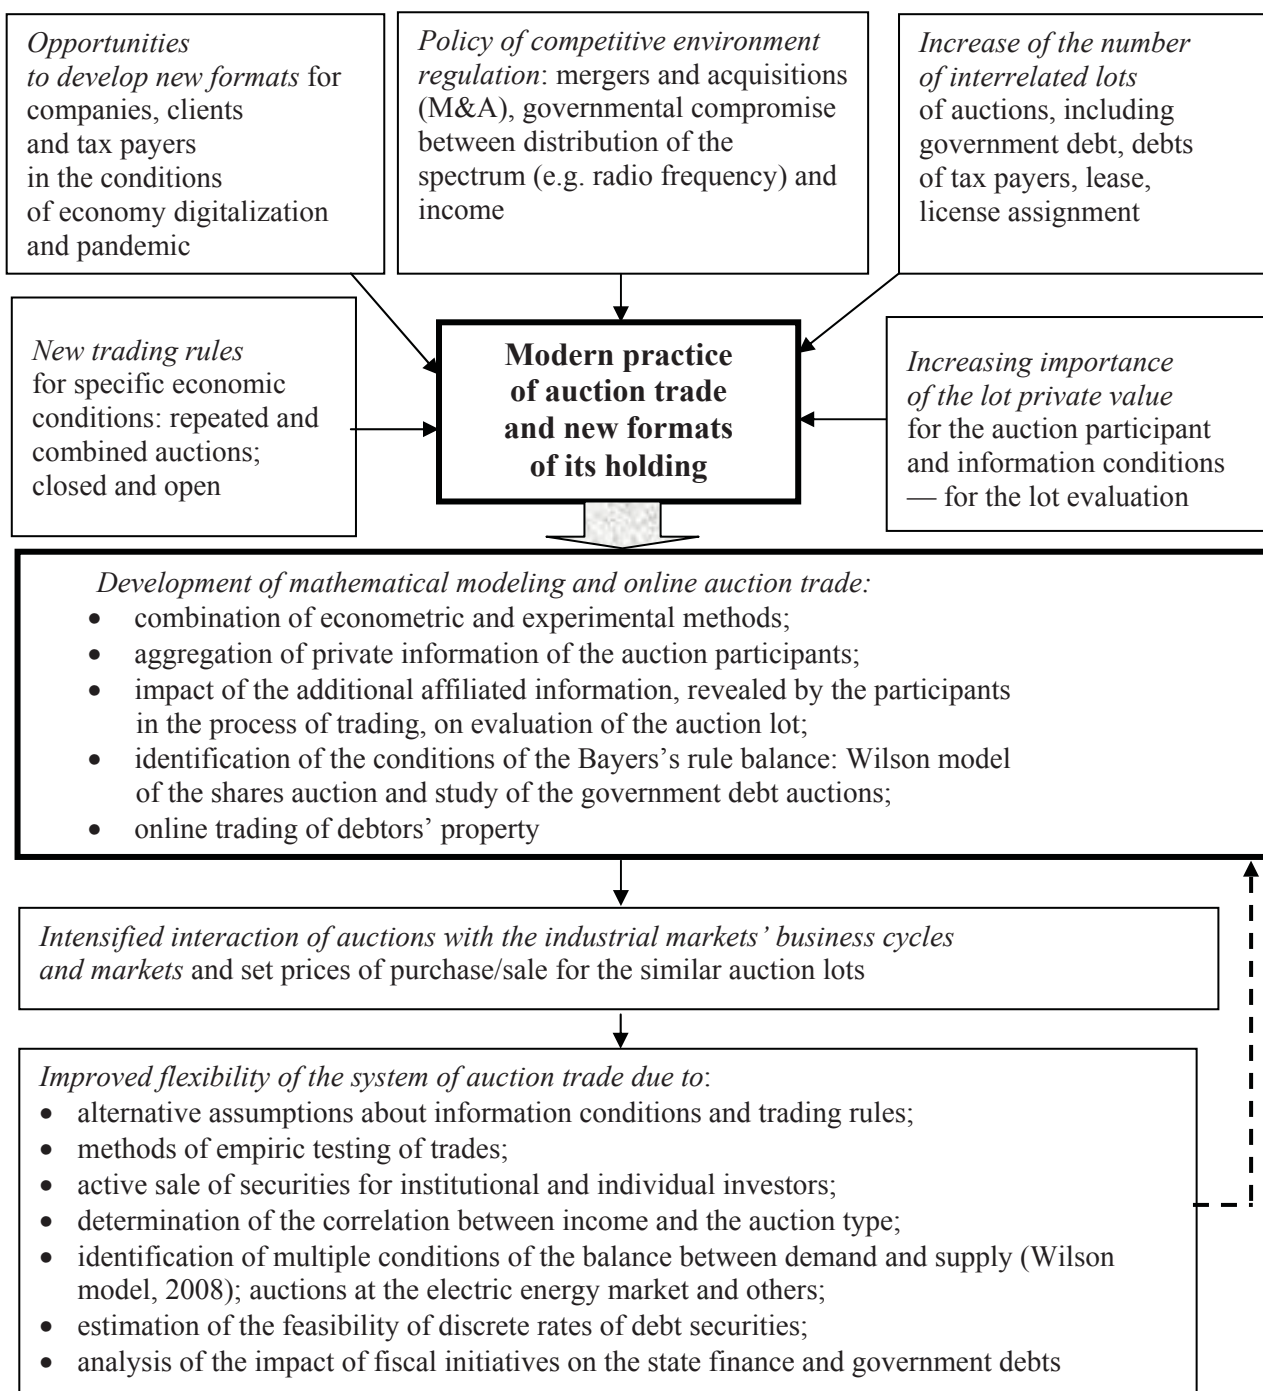 Opportunities
to develop new formats for
companies, clients
and tax payers
in the conditions
of economy digitalization
and pandemic
Policy of competitive environment
regulation: mergers and acquisitions
(M&A), governmental compromise
between distribution of the
spectrum (e.g. radio frequency) and
income
Increase of the number
of interrelated lots
of auctions, including
government debt, debts
of tax payers, lease,
license assignment
New trading rules
for specific economic
conditions: repeated and
combined auctions;
closed and open
Modern practice
of auction trade
and new formats
of its holding
Increasing importance
of the lot private value
for the auction participant
and information conditions
— for the lot evaluation
Development of mathematical modeling and online auction trade:
• combination of econometric and experimental methods;
• aggregation of private information of the auction participants;
• impact of the additional affiliated information, revealed by the participants
in the process of trading, on evaluation of the auction lot;
• identification of the conditions of the Bayers’s rule balance: Wilson model
of the shares auction and study of the government debt auctions;
• online trading of debtors’ property
Intensified interaction of auctions with the industrial markets’ business cycles
and markets and set prices of purchase/sale for the similar auction lots
Improved flexibility of the system of auction trade due to:
• alternative assumptions about information conditions and trading rules;
• methods of empiric testing of trades;
• active sale of securities for institutional and individual investors;
• determination of the correlation between income and the auction type;
• identification of multiple conditions of the balance between demand and supply (Wilson
model, 2008); auctions at the electric energy market and others;
• estimation of the feasibility of discrete rates of debt securities;
• analysis of the impact of fiscal initiatives on the state finance and government debts